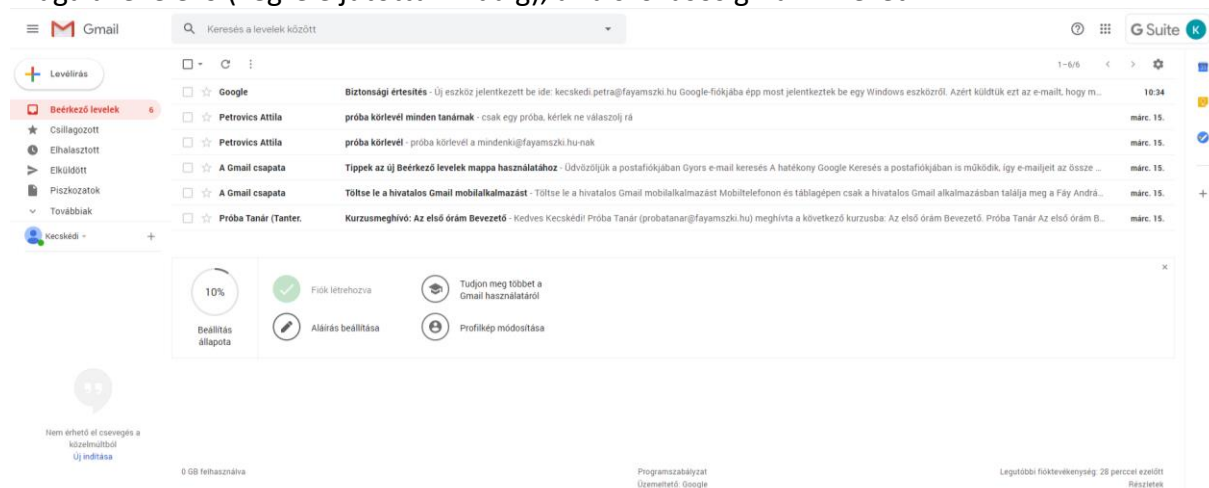 Gmail
Keresés a levelek között
G Suite
K
Levélírás
1–6/6
Beérkező levelek 6
Csillagozott
Elhalasztott
Elküldött
Piszkozatok
Továbbiak
Kecskédi
Google Biztonsági értesítés - Új eszköz jelentkezett be ide: kecskedi.petra@fayamszki.hu Google-fiókjába épp most jelentkeztek be egy Windows eszközről. Azért küldtük ezt az e-mailt, hogy m... 10:34
Petrovics Attila próba körlevél minden tanárnak - csak egy próba, kérlek ne válaszolj rá márc. 15.
Petrovics Attila próba körlevél - próba körlevél a mindenki@fayamszki.hu-nak márc. 15.
A Gmail csapata Tippek az új Beérkező levelek mappa használatához - Üdvözöljük a postafiókjában Gyors e-mail keresés A hatékony Google Keresés a postafiókjában is működik, így e-mailjeit az össze ... márc. 15.
A Gmail csapata Töltse le a hivatalos Gmail mobilalkalmazást - Töltse le a hivatalos Gmail mobilalkalmazást Mobiltelefonon és táblagépen csak a hivatalos Gmail alkalmazásban találja meg a Fáy Andrá... márc. 15.
Próba Tanár (Tanter. Kurzusmeghívó: Az első órám Bevezető - Kedves Kecskédi! Próba Tanár (probatanar@fayamszki.hu) meghívta a következő kurzusba: Az első órám Bevezető. Próba Tanár Az első órám B... márc. 15.
10%
Beállítás
állapota
Fiók létrehozva
Tudjon meg többet a
Gmail használatáról
Aláírás beállítása
Profilkép módosítása
Nem érhető el csevegés a
közelmúltból
Új indítása
0 GB felhasználva
Programszabályzat
Üzemeltető: Google
Legutóbbi fióktevékenység: 28 perccel ezelőtt
Részletek